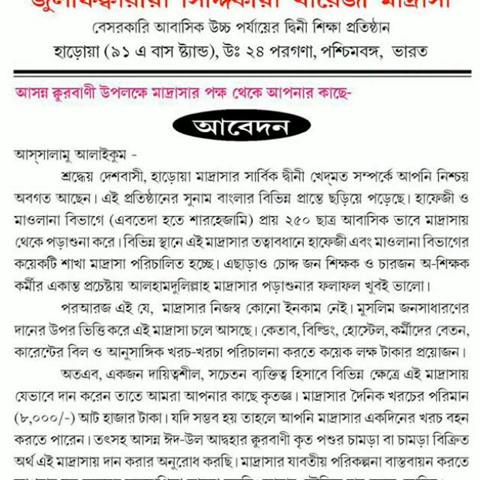 সিদ্দিকীয়া খারেজী মাদ্রাসা
বেসরকারি আবাসিক উচ্চ পর্যায়ের দ্বিনী শিক্ষা প্রতিষ্ঠান
হাড়োয়া (৯১ এ বাস ষ্ট্যান্ড), উঃ ২৪ পরগণা, পশ্চিমবঙ্গ, ভারত
আসন্ন ক্বুরবাণী উপলক্ষে মাদ্রাসার পক্ষ থেকে আপনার কাছে-
আবেদন
আস্সালামু আলাইকুম -
শ্রদ্ধেয় দেশবাসী, হাড়োয়া মাদ্রাসার সার্বিক দ্বীনী খেদ্মত সম্পর্কে আপনি নিশ্চয়
অবগত আছেন। এই প্রতিষ্ঠানের সুনাম বাংলার বিভিন্ন প্রান্তে ছড়িয়ে পড়েছে। হাফেজী ও
মাওলানা বিভাগে (এবতেদা হতে শারহেজামি) প্রায় ২৫০ ছাত্র আবাসিক ভাবে মাদ্রাসায়
থেকে পড়াশুনা করে। বিভিন্ন স্থানে এই মাদ্রাসার তত্বাবধানে হাফেজী এবং মাওলানা বিভাগের
কয়েকটি শাখা মাদ্রাসা পরিচালিত হচ্ছে। এছাড়াও চোদ্দ জন শিক্ষক ও চারজন অ-শিক্ষক
কর্মীর একান্ত প্রচেষ্টায় আলহামদুলিল্লাহ মাদ্রাসার পড়াশুনার ফলাফল খুবই ভালো।
পরআরজ এই যে, মাদ্রাসার নিজস্ব কোনো ইনকাম নেই। মুসলিম জনসাধারণের
দানের উপর ভিত্তি করে এই মাদ্রাসা চলে আসছে। কেতাব, বিল্ডিং, হোস্টেল, কর্মীদের বেতন,
কারেন্টের বিল ও আনুসাঙ্গিক খরচ-খরচা পরিচালনা করতে কয়েক লক্ষ টাকার প্রয়োজন।
অতএব, একজন দায়িত্বশীল, সচেতন ব্যক্তিত্ব হিসাবে বিভিন্ন ক্ষেত্রে এই মাদ্রাসায়
যেভাবে দান করেন তাতে আমরা আপনার কাছে কৃতজ্ঞ। মাদ্রাসার দৈনিক খরচের পরিমান
(৮,০০০/-) আট হাজার টাকা। যদি সম্ভব হয় তাহলে আপনি মাদ্রাসার একদিনের খরচ বহন
করতে পারেন। তৎসহ আসন্ন ঈদ-উল আদ্বহার ক্বুরবাণী কৃত পশুর চামড়া বা চামড়া বিক্রিত
অর্থ এই মাদ্রাসায় দান করার অনুরোধ করছি। মাদ্রাসার যাবতীয় পরিকল্পনা বাস্তবায়ন করতে